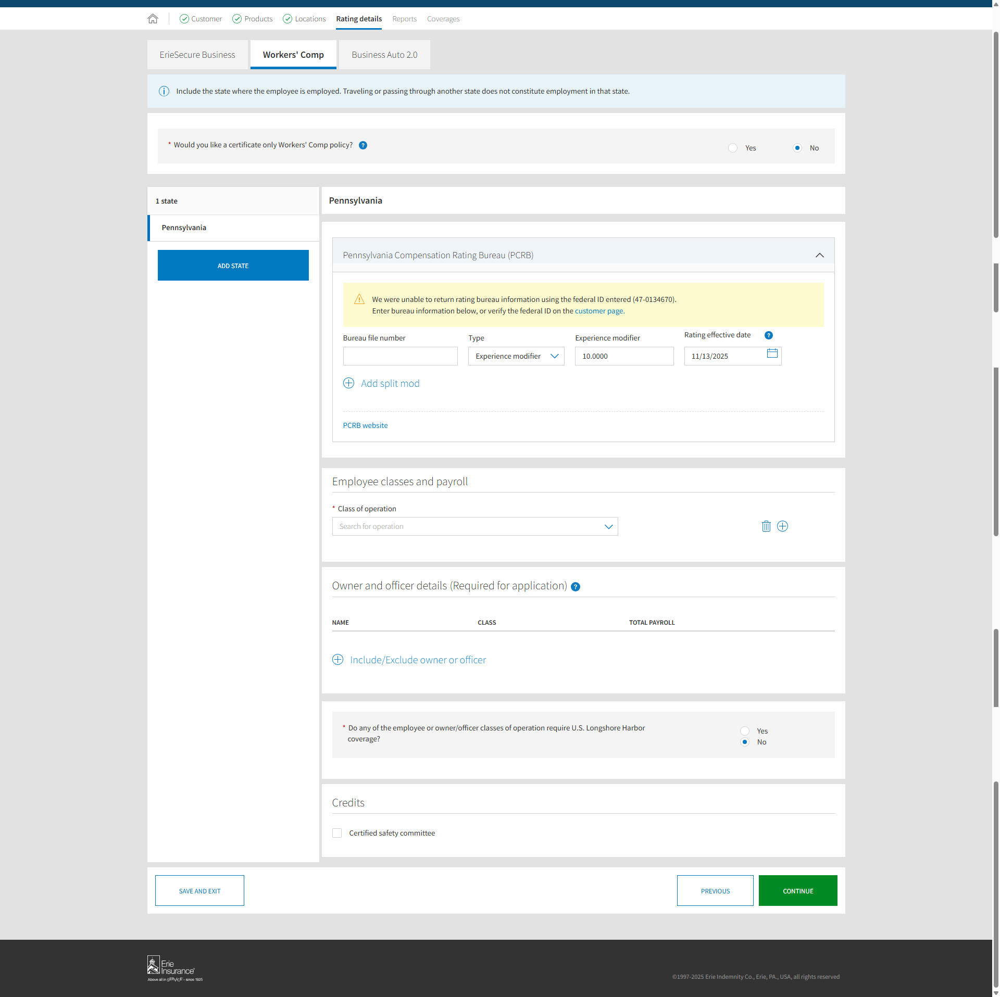 Customer
Products
Locations
Rating details
Reports
Coverages
ErieSecure Business
Workers' Comp
Business Auto 2.0
Include the state where the employee is employed. Traveling or passing through another state does not constitute employment in that state.
* Would you like a certificate only Workers' Comp policy? ?
Yes
No
1 state
Pennsylvania
ADD STATE
Pennsylvania
Pennsylvania Compensation Rating Bureau (PCRB)
We were unable to return rating bureau information using the federal ID entered (47-0134670).
Enter bureau information below, or verify the federal ID on the customer page.
Bureau file number
Type
Experience modifier
Rating effective date ?
Experience modifier
10.0000
11/13/2025
Add split mod
PCRB website
Employee classes and payroll
* Class of operation
Search for operation
Owner and officer details (Required for application) ?
NAME
CLASS
TOTAL PAYROLL
Include/Exclude owner or officer
* Do any of the employee or owner/officer classes of operation require U.S. Longshore Harbor
coverage?
Yes
No
Credits
Certified safety committee
SAVE AND EXIT
PREVIOUS
CONTINUE
Erie
Insurance®
Above all in SERVICE® - since 1925
©1997-2025 Erie Indemnity Co., Erie, PA., USA, all rights reserved